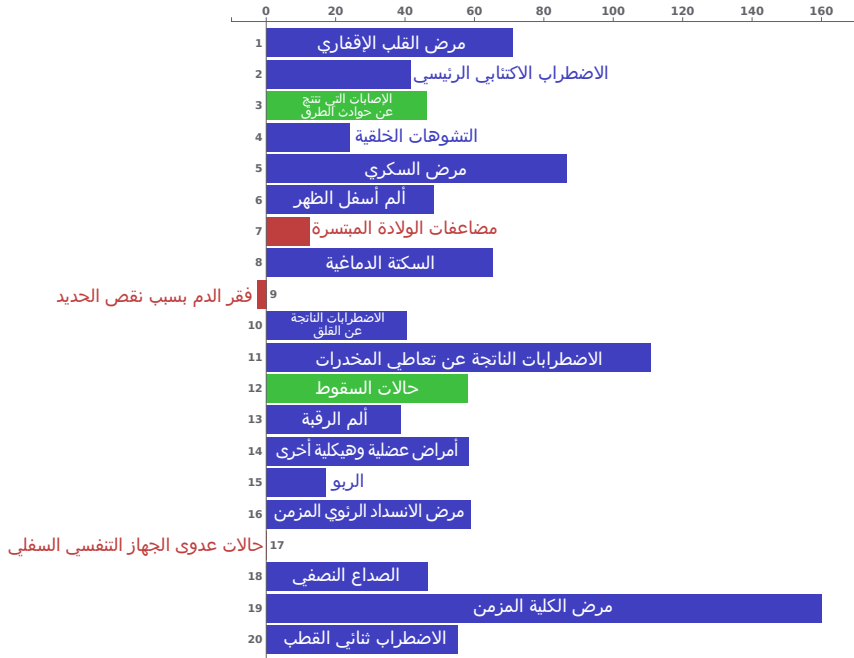 0 20 40 60 80 100 120 140 160
1 مرض القلب الإقفاري
2 الاضطراب الاكتئابي الرئيسي
3 الإصابات التي تنتج
عن حوادث الطرق
4 التشوهات الخلقية
5 مرض السكري
6 ألم أسفل الظهر
7 مضاعفات الولادة المبتسرة
8 السكتة الدماغية
9 فقر الدم بسبب نقص الحديد
10 الاضطرابات الناتجة
عن القلق
11 الاضطرابات الناتجة عن تعاطي المخدرات
12 حالات السقوط
13 ألم الرقبة
14 أمراض عضلية وهيكلية أخرى
15 الربو
16 مرض الانسداد الرئوي المزمن
17 حالات عدوى الجهاز التنفسي السفلي
18 الصداع النصفي
19 مرض الكلية المزمن
20 الاضطراب ثنائي القطب